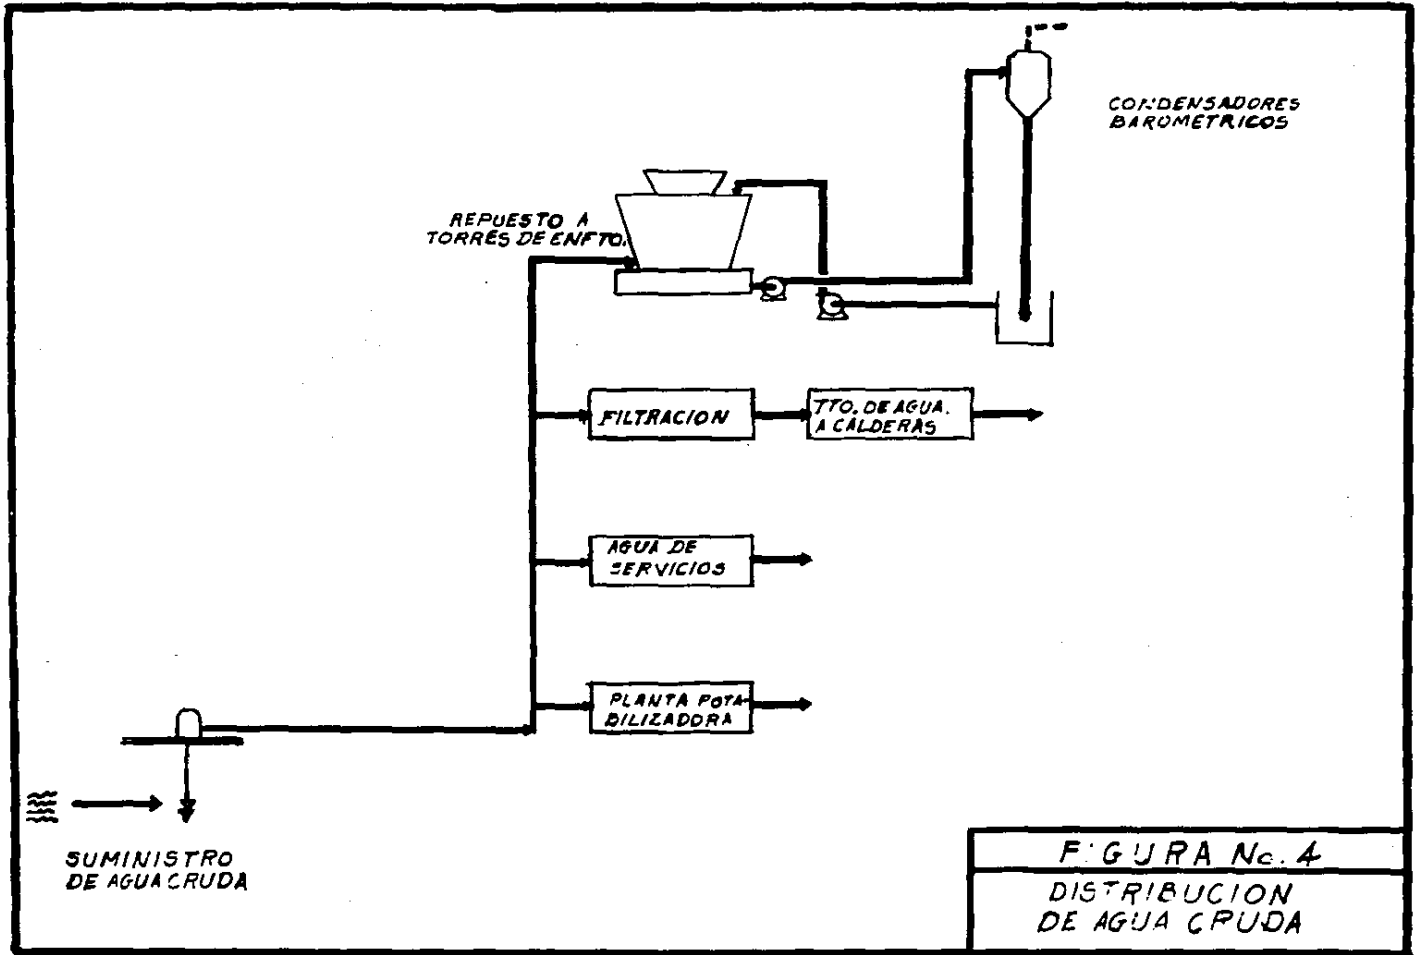 CONDENSADORES
BAROMETRICOS
REPUESTO A
TORRES DE ENFTO.
FILTRACION
TTO. DE AGUA.
A CALDERAS
AGUA DE
SERVICIOS
PLANTA POTA-
BILIZADORA
SUMINISTRO
DE AGUA CRUDA
FIGURA No. 4
DISTRIBUCION
DE AGUA CRUDA